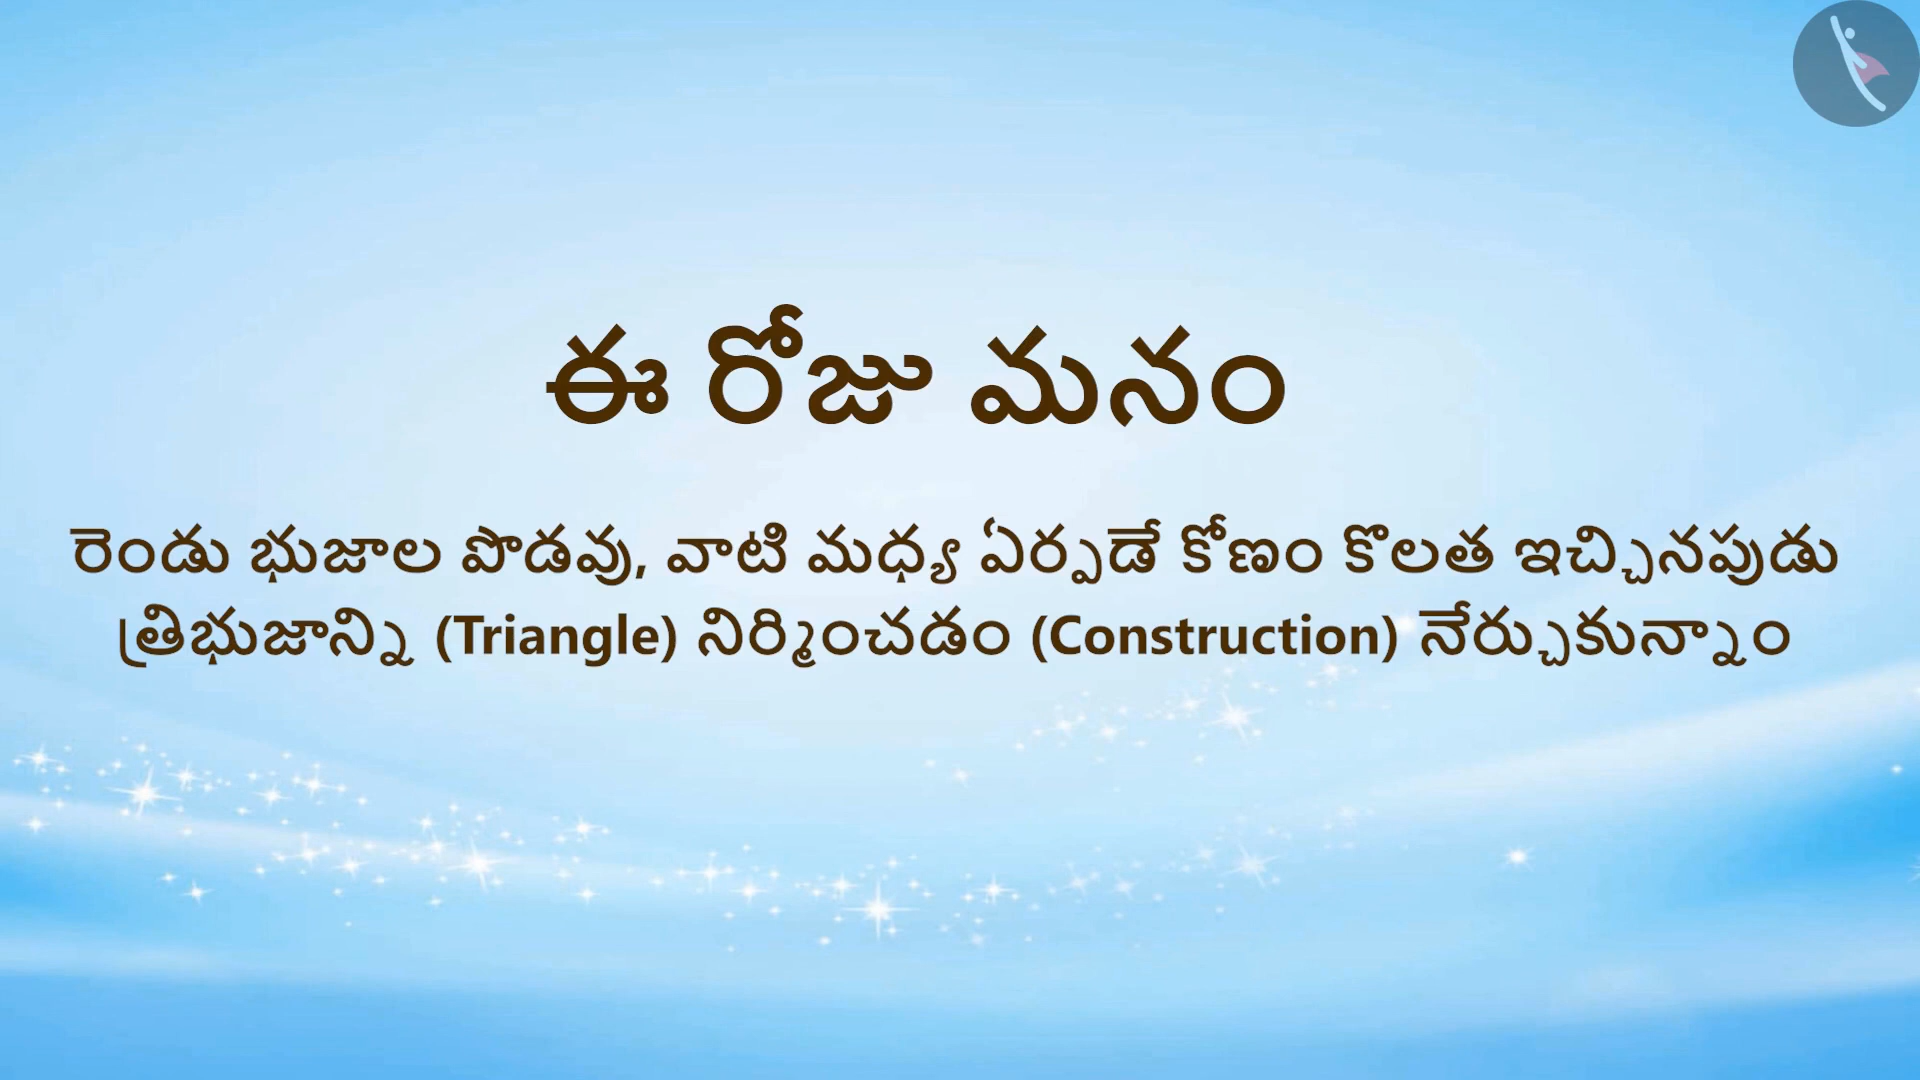 ఈ రోజు మనం
రెండు భుజాల పొడవు, వాటి మధ్య ఏర్పడే కోణం కొలత ఇచ్చినపుడు
త్రిభుజాన్ని (Triangle) నిర్మించడం (Construction) నేర్చుకున్నాం